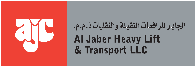 ajc
الجابر للرافعات الثقيلة والنقليات ذ.م.م.
Al Jaber Heavy Lift
& Transport LLC